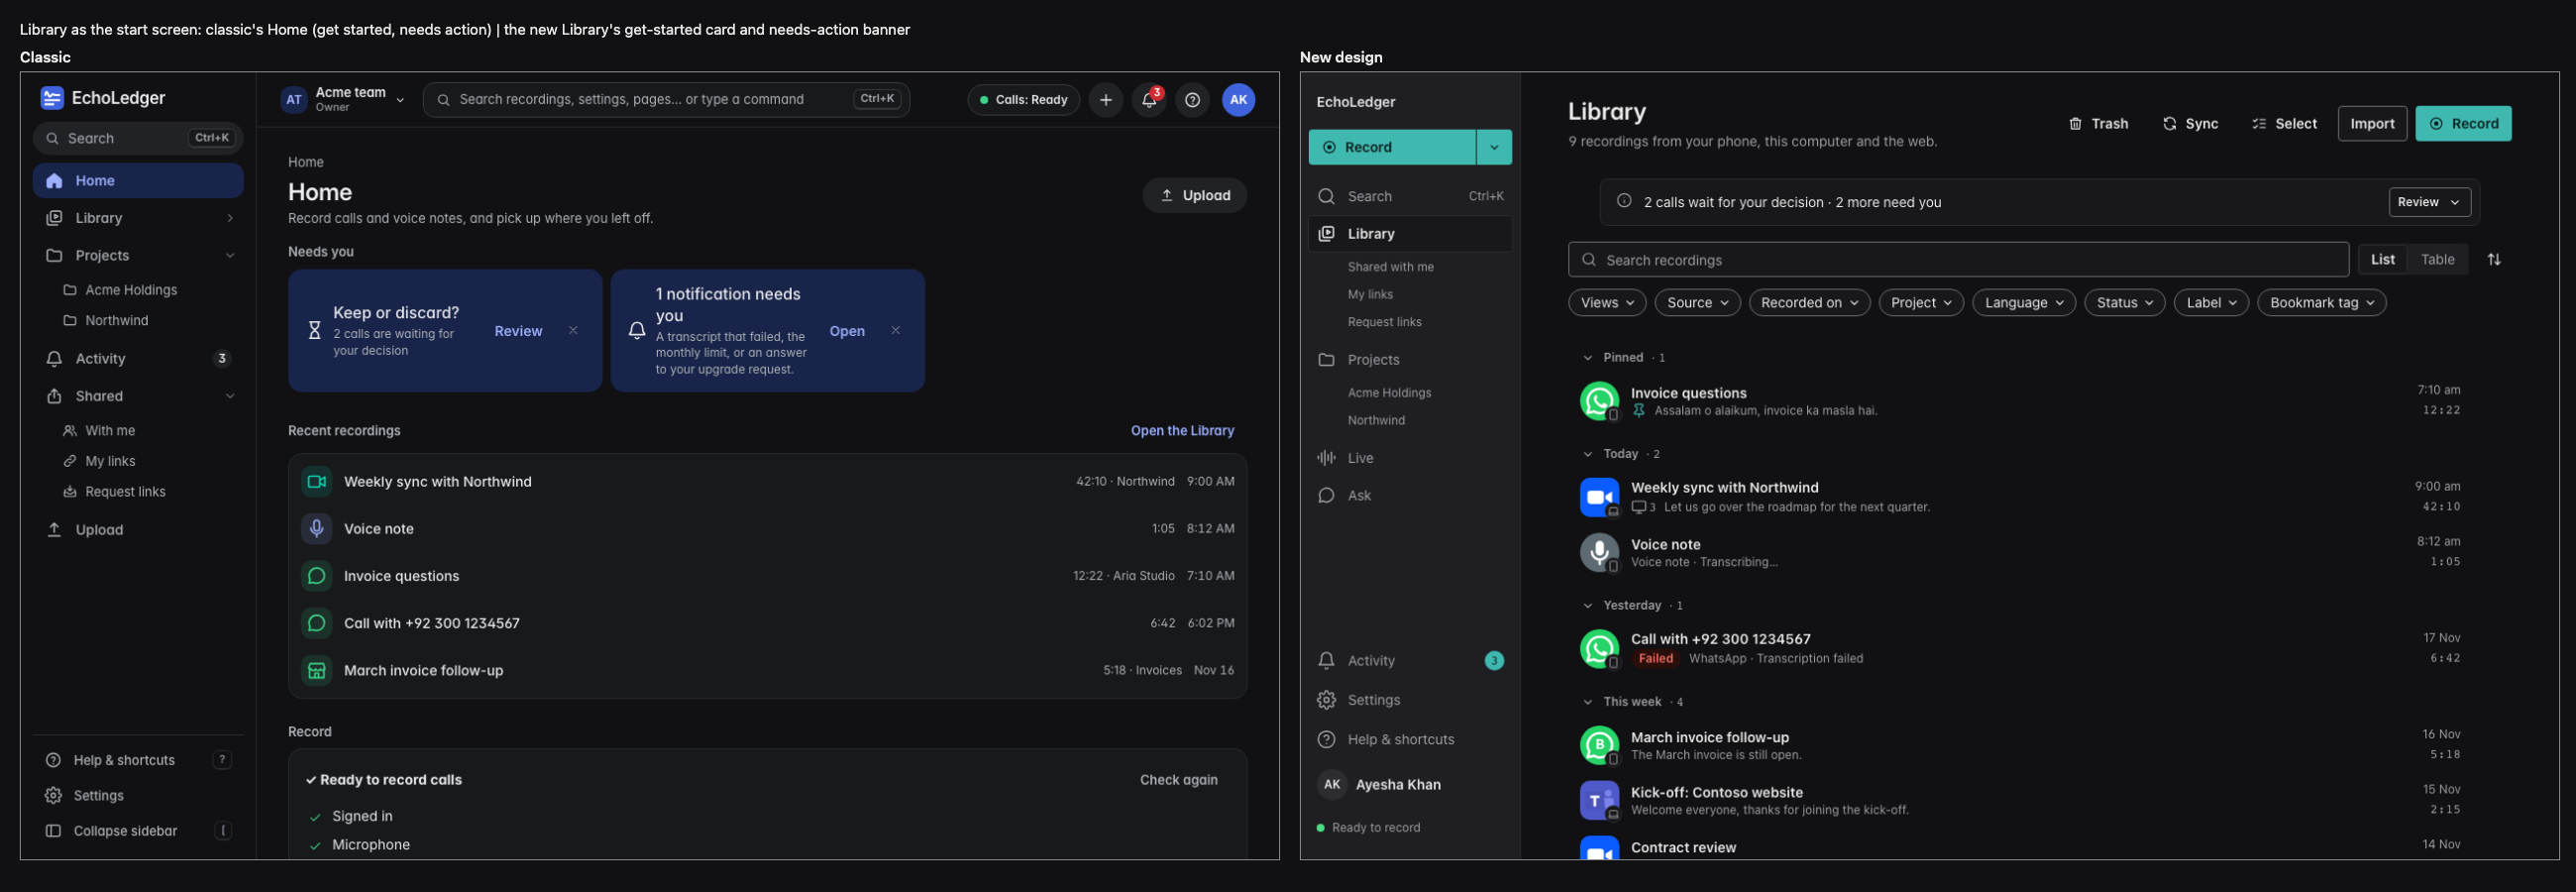 Library as the start screen: classic's Home (get started, needs action) | the new Library's get-started card and needs-action banner
Classic
EchoLedger
Search Ctrl+K
Home
Library
Projects
Acme Holdings
Northwind
Activity 3
Shared
With me
My links
Request links
Upload
Help & shortcuts ?
Settings
Collapse sidebar [
AT Acme team
Owner
Search recordings, settings, pages... or type a command Ctrl+K
Calls: Ready
3
AK
Home
Home
Record calls and voice notes, and pick up where you left off.
Upload
Needs you
Keep or discard?
2 calls are waiting for
your decision
Review
1 notification needs
you
A transcript that failed, the
monthly limit, or an answer
to your upgrade request.
Open
Recent recordings Open the Library
Weekly sync with Northwind 42:10 · Northwind 9:00 AM
Voice note 1:05 8:12 AM
Invoice questions 12:22 · Aria Studio 7:10 AM
Call with +92 300 1234567 6:42 6:02 PM
March invoice follow-up 5:18 · Invoices Nov 16
Record
Ready to record calls Check again
Signed in
Microphone
New design
EchoLedger
Record
Search Ctrl+K
Library
Shared with me
My links
Request links
Projects
Acme Holdings
Northwind
Live
Ask
Activity 3
Settings
Help & shortcuts
AK Ayesha Khan
Ready to record
Library
9 recordings from your phone, this computer and the web.
Trash Sync Select Import Record
2 calls wait for your decision · 2 more need you Review
Search recordings List Table
Views Source Recorded on Project Language Status Label Bookmark tag
Pinned · 1
Invoice questions 7:10 am
Assalam o alaikum, invoice ka masla hai. 12:22
Today · 2
Weekly sync with Northwind 9:00 am
3 Let us go over the roadmap for the next quarter. 42:10
Voice note 8:12 am
Voice note · Transcribing... 1:05
Yesterday · 1
Call with +92 300 1234567 17 Nov
Failed WhatsApp · Transcription failed 6:42
This week · 4
B March invoice follow-up 16 Nov
The March invoice is still open. 5:18
T Kick-off: Contoso website 15 Nov
Welcome everyone, thanks for joining the kick-off. 2:15
Contract review 14 Nov